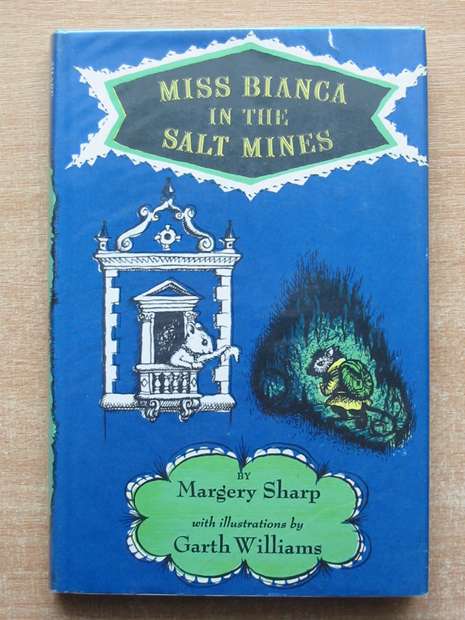 MISS BIANCA
IN THE
SALT MINES
BY
Margery Sharp
with illustrations by
Garth Williams